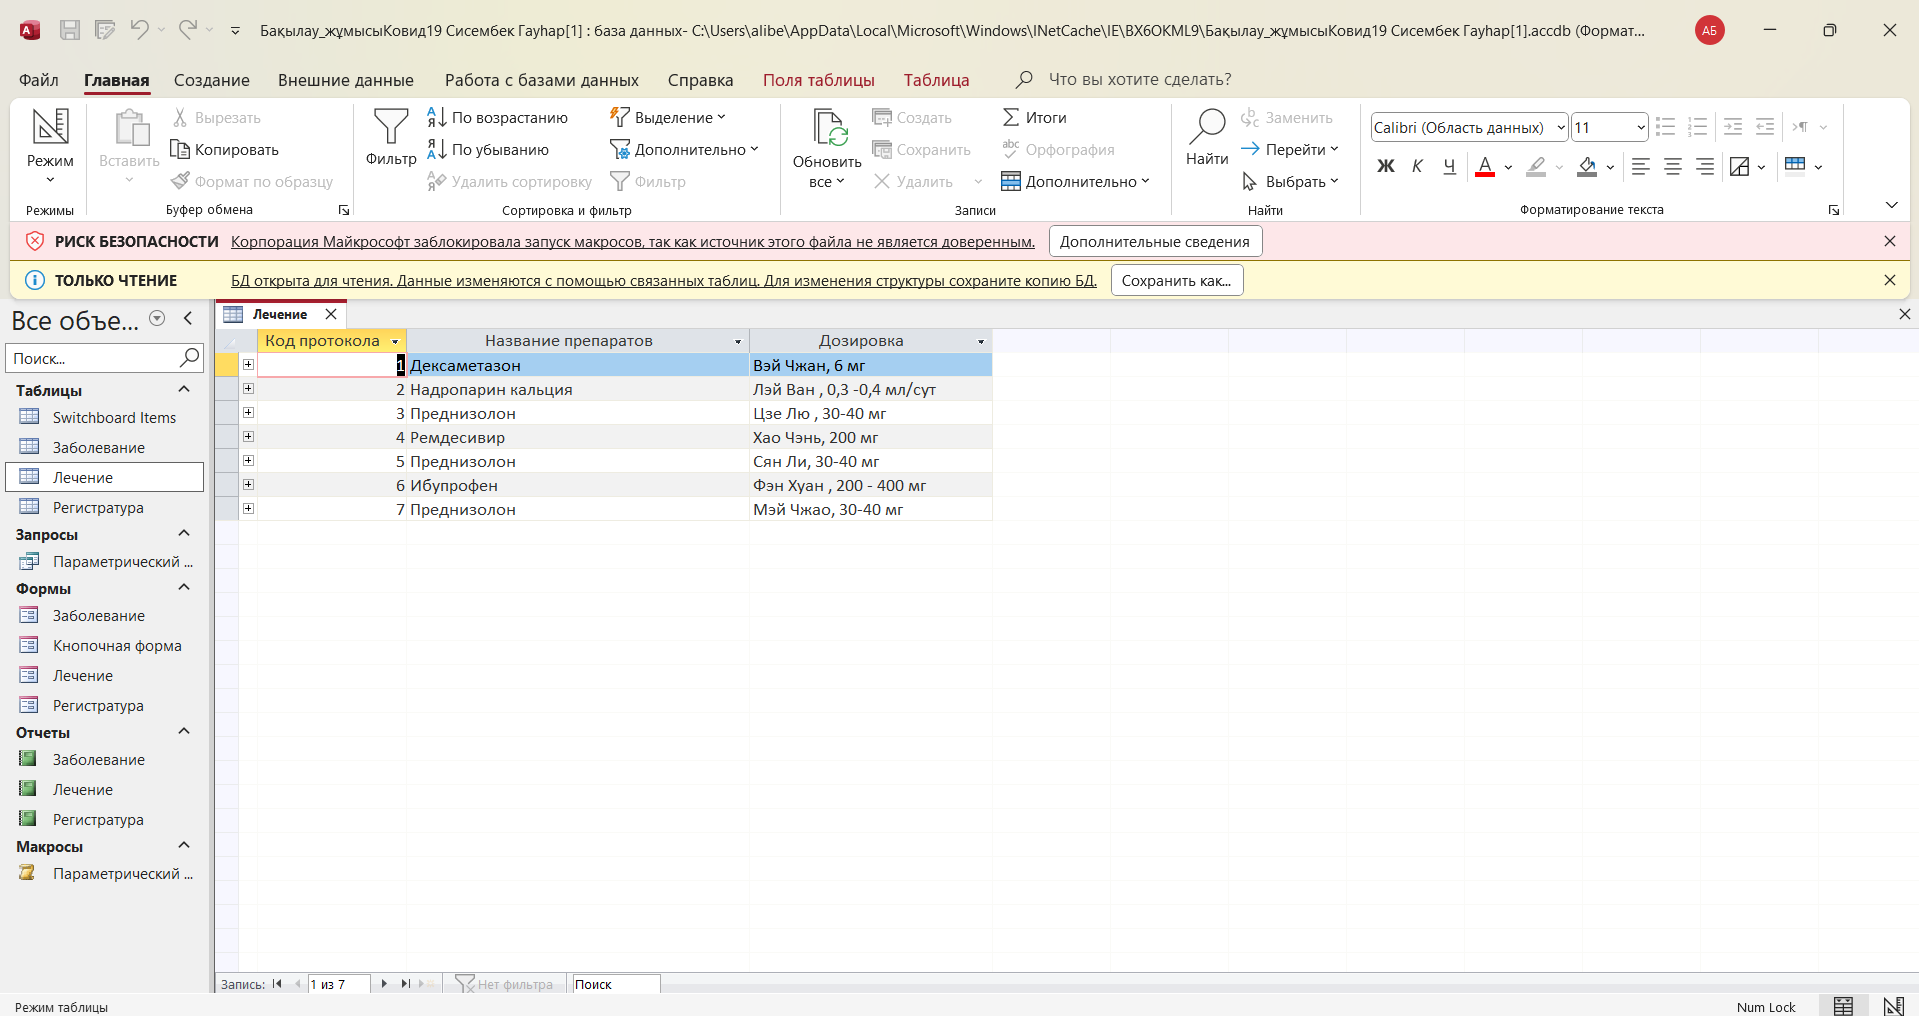 Бақылау_жұмысыКовид19 Сисембек Гауһар[1] : база данных- C:\Users\alibe\AppData\Local\Microsoft\Windows\INetCache\IE\BX6OKML9\Бақылау_жұмысыКовид19 Сисембек Гауһар[1].accdb (Формат...
АБ
Файл Главная Создание Внешние данные Работа с базами данных Справка Поля таблицы Таблица Что вы хотите сделать?
Режим
Режимы
Вставить
Вырезать
Копировать
Формат по образцу
Буфер обмена
Фильтр
По возрастанию
По убыванию
Удалить сортировку
Выделение
Дополнительно
Фильтр
Сортировка и фильтр
Обновить
все
Создать
Сохранить
Удалить
Итоги
Орфография
Дополнительно
Записи
Найти
Заменить
Перейти
Выбрать
Найти
Calibri (Область данных) 11
Ж К Ч А
Форматирование текста
РИСК БЕЗОПАСНОСТИ Корпорация Майкрософт заблокировала запуск макросов, так как источник этого файла не является доверенным. Дополнительные сведения
ТОЛЬКО ЧТЕНИЕ БД открыта для чтения. Данные изменяются с помощью связанных таблиц. Для изменения структуры сохраните копию БД. Сохранить как...
Все объе...
Поиск...
Таблицы
Switchboard Items
Заболевание
Лечение
Регистратура
Запросы
Параметрический ...
Формы
Заболевание
Кнопочная форма
Лечение
Регистратура
Отчеты
Заболевание
Лечение
Регистратура
Макросы
Параметрический ...
Лечение
Код протокола Название препаратов Дозировка
1 Дексаметазон Вэй Чжан, 6 мг
2 Надропарин кальция Лэй Ван , 0,3 -0,4 мл/сут
3 Преднизолон Цзе Лю , 30-40 мг
4 Ремдесивир Хао Чэнь, 200 мг
5 Преднизолон Сян Ли, 30-40 мг
6 Ибупрофен Фэн Хуан , 200 - 400 мг
7 Преднизолон Мэй Чжао, 30-40 мг
Запись: 1 из 7 Нет фильтра Поиск
Режим таблицы Num Lock